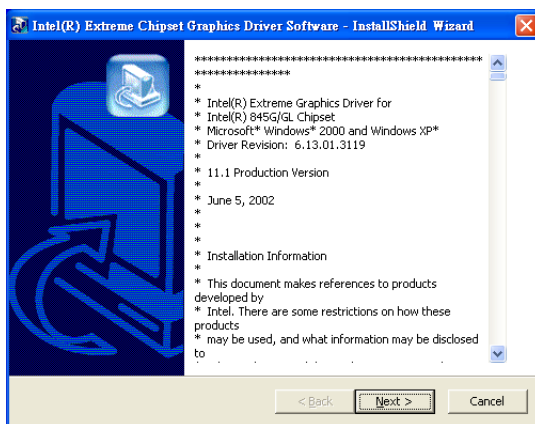 Intel(R) Extreme Chipset Graphics Driver Software - InstallShield Wizard
************************************************
****************
*
* Intel(R) Extreme Graphics Driver for
* Intel(R) 845G/GL Chipset
* Microsoft* Windows* 2000 and Windows XP*
* Driver Revision: 6.13.01.3119
*
* 11.1 Production Version
*
* June 5, 2002
*
*
*
* Installation Information
*
* This document makes references to products
developed by
* Intel. There are some restrictions on how these
products
* may be used, and what information may be disclosed
to
< Back
Next >
Cancel